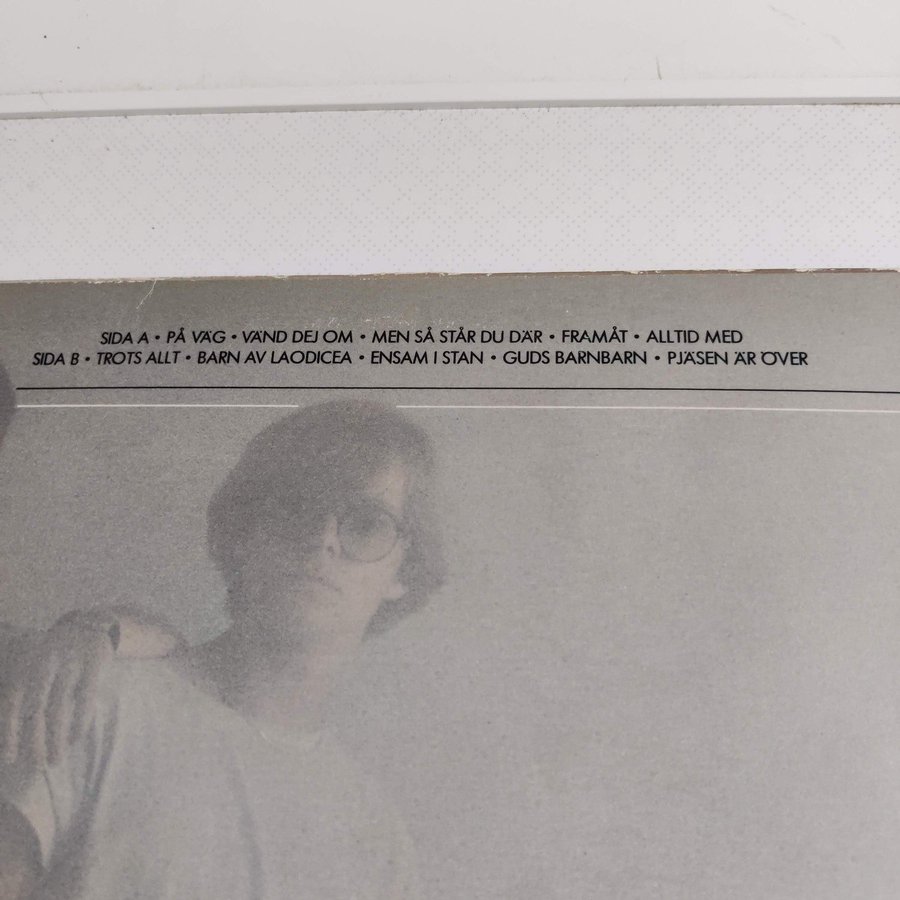 SIDA A • PÅ VÄG • VÄND DEJ OM • MEN SÅ STÅR DU DÄR • FRAMÅT • ALLTID MED
SIDA B • TROTS ALLT • BARN AV LAODICEA • ENSAM I STAN • GUDS BARNBARN • PJÄSEN ÄR ÖVER